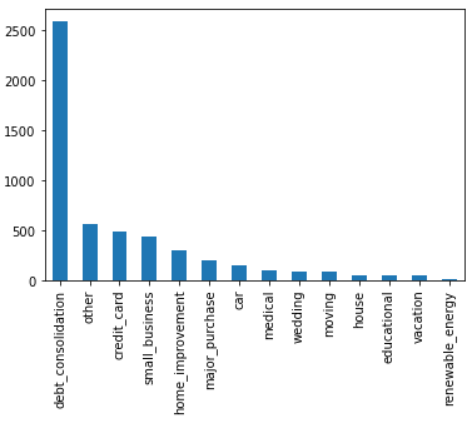 2500
2000
1500
1000
500
0
debt_consolidation
other
credit_card
small_business
home_improvement
major_purchase
car
medical
wedding
moving
house
educational
vacation
renewable_energy